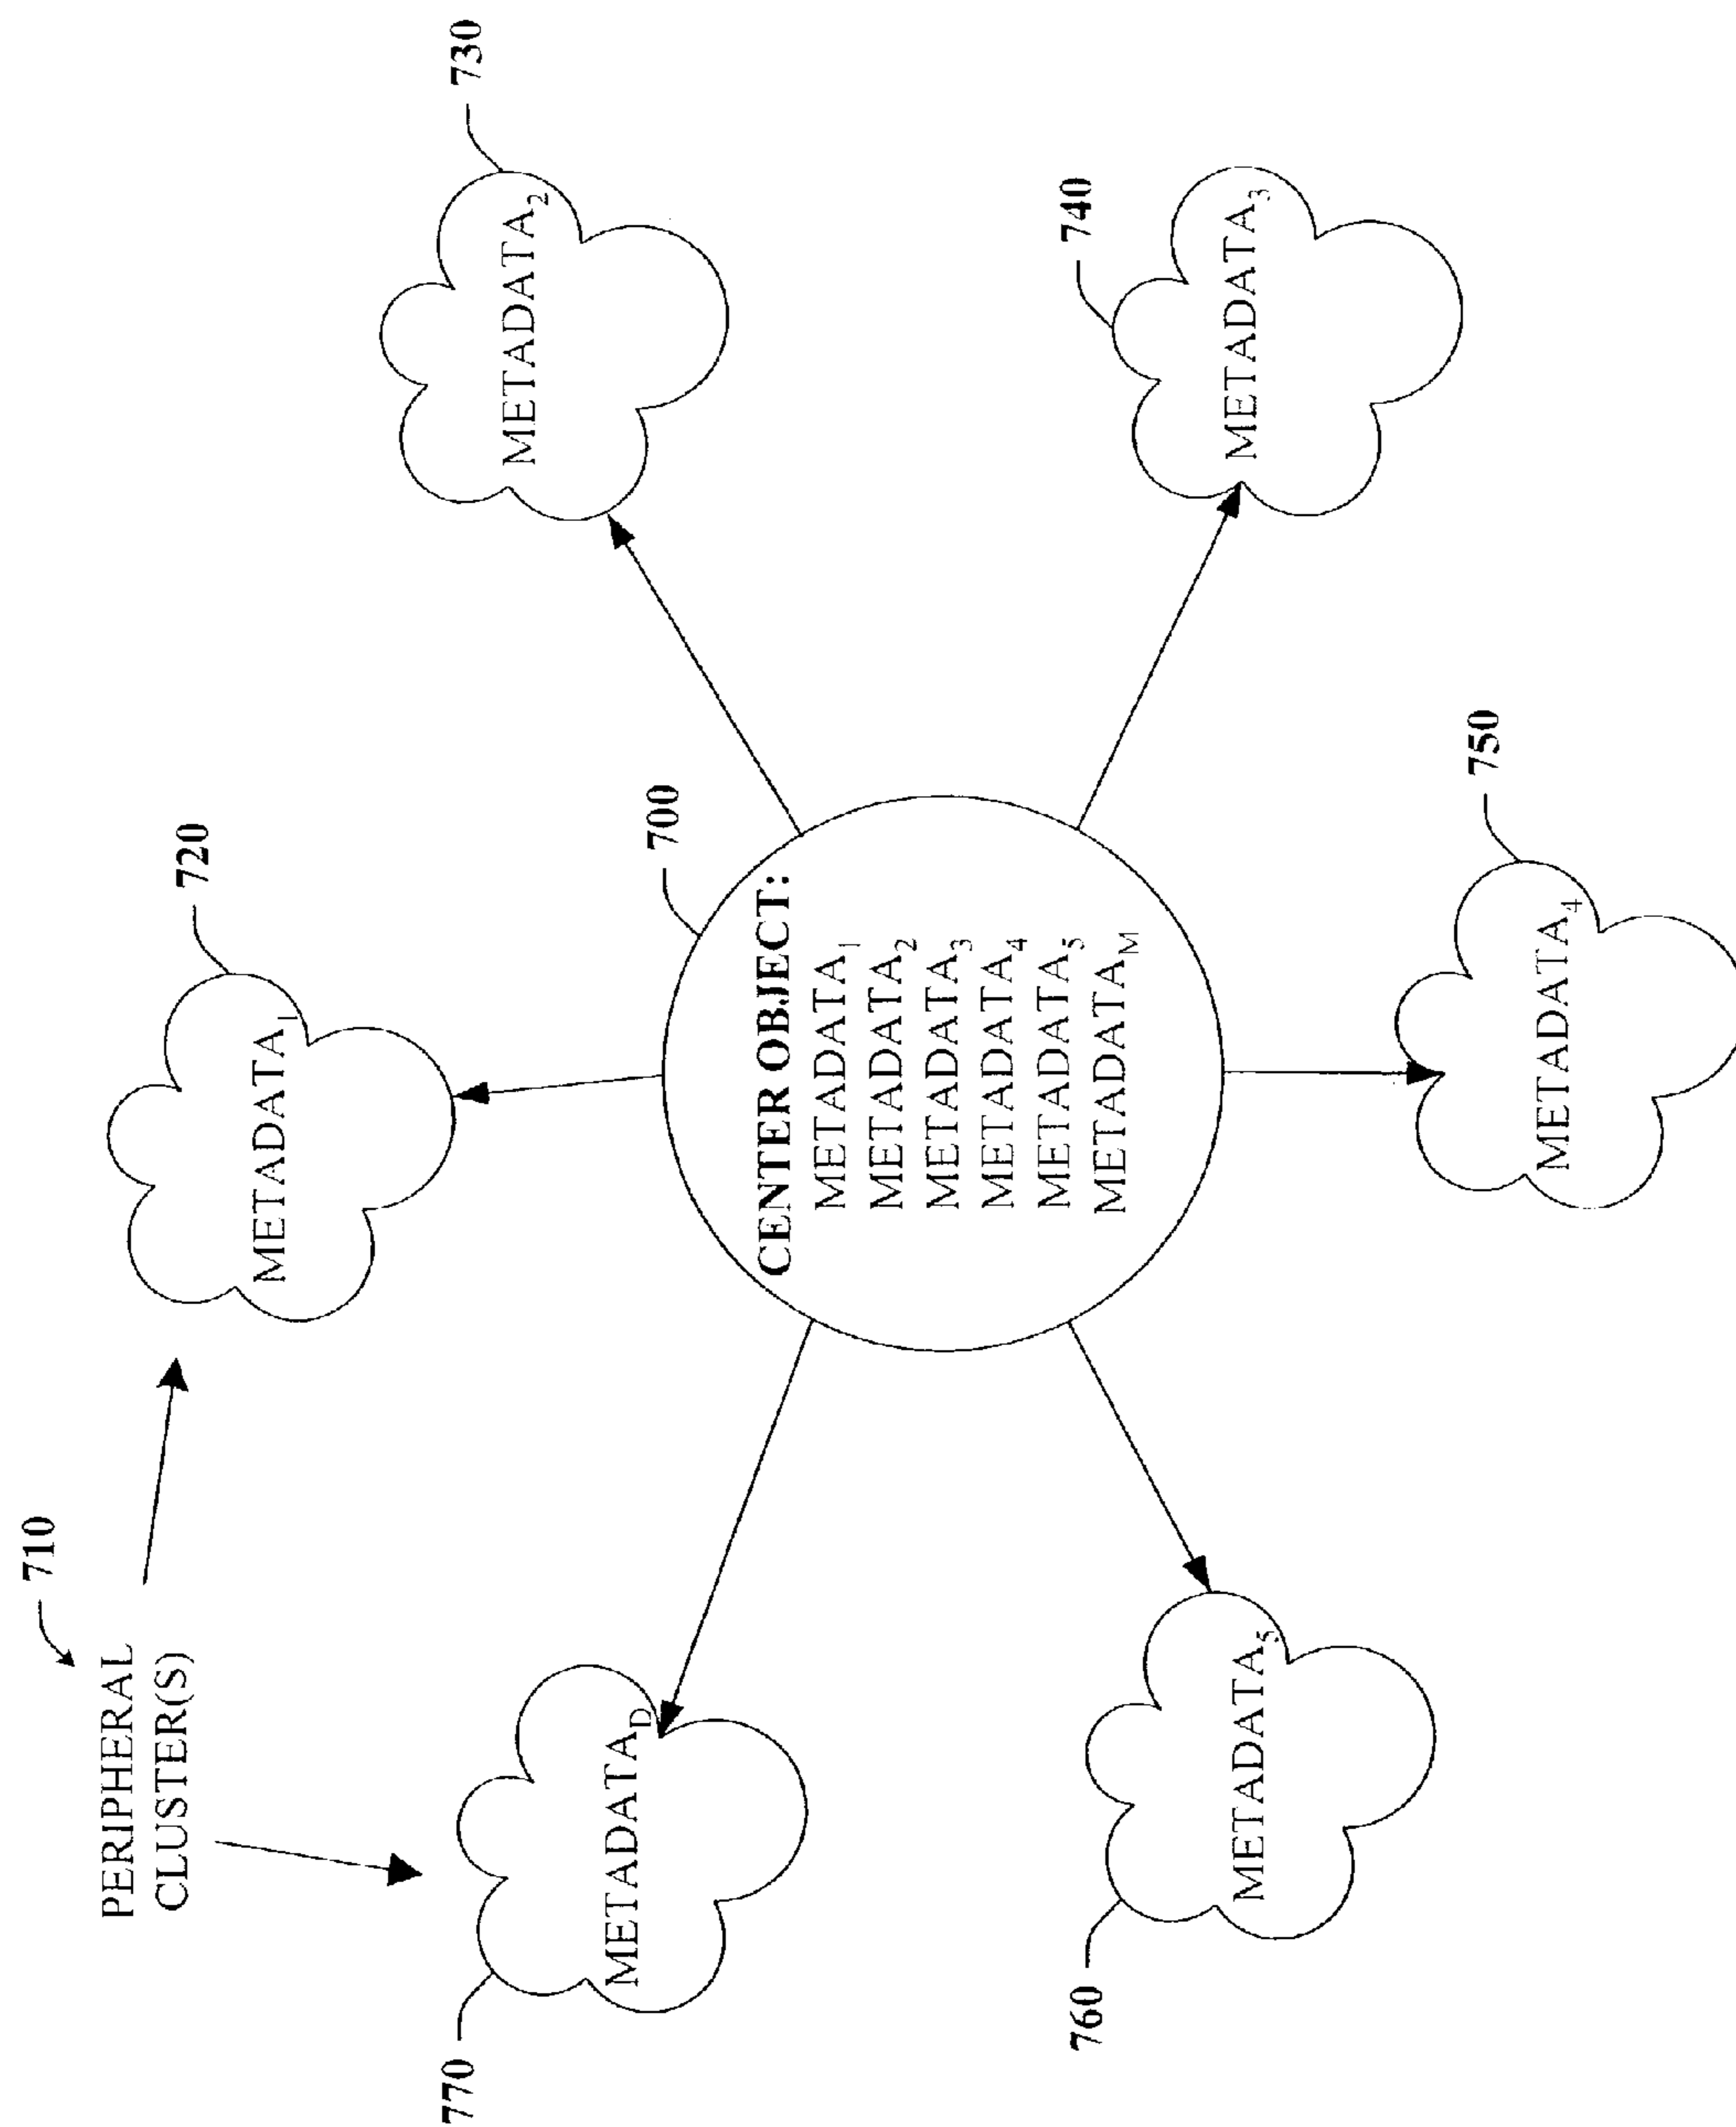 710
PERIPHERAL
CLUSTER(S)
720
METADATA1
730
METADATA2
770
METADATAD
700
CENTER OBJECT:
METADATA1
METADATA2
METADATA3
METADATA4
METADATA5
METADATAM
740
METADATA3
760
METADATA5
750
METADATA4